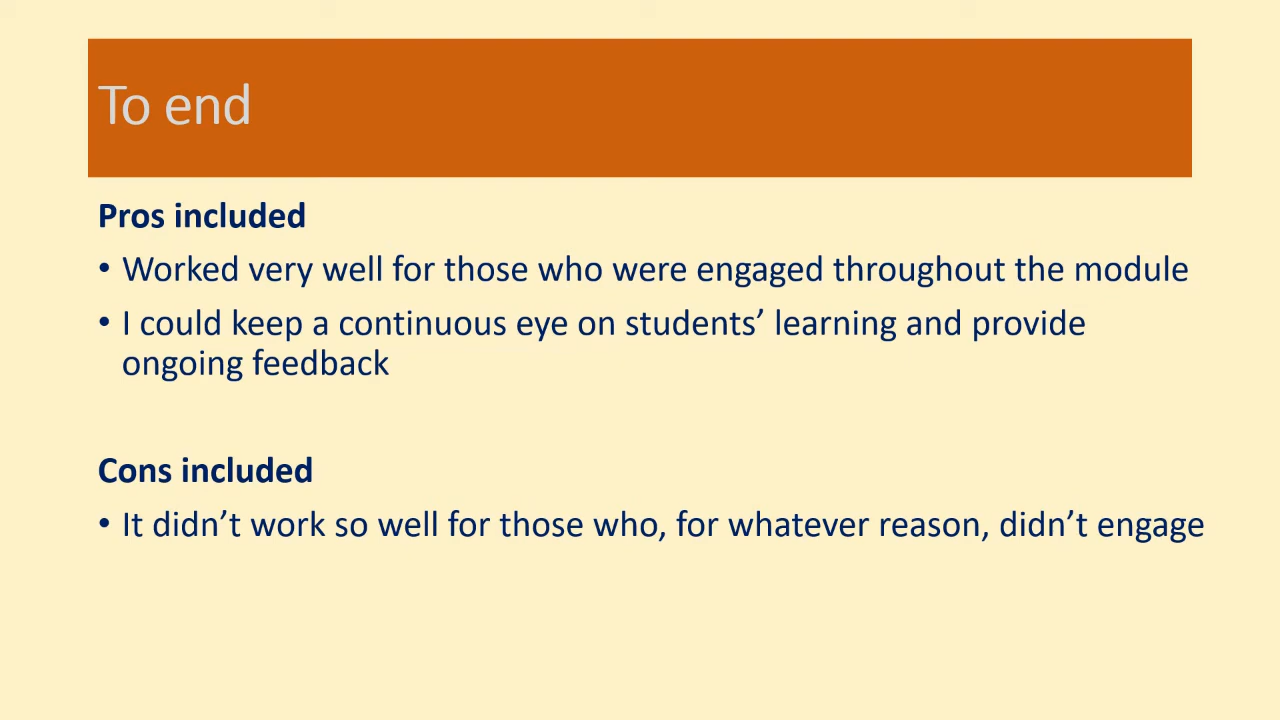 To end
Pros included
• Worked very well for those who were engaged throughout the module
• I could keep a continuous eye on students’ learning and provide
ongoing feedback
Cons included
• It didn’t work so well for those who, for whatever reason, didn’t engage